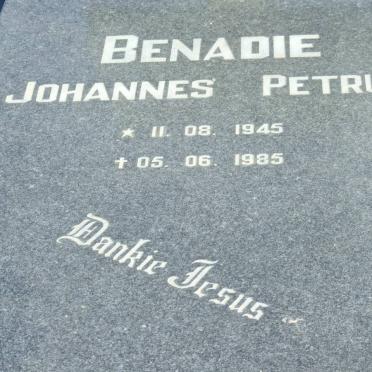 BENADIE
JOHANNES PETRU
* 11. 08. 1945
† 05. 06. 1985
Dankie Jesus